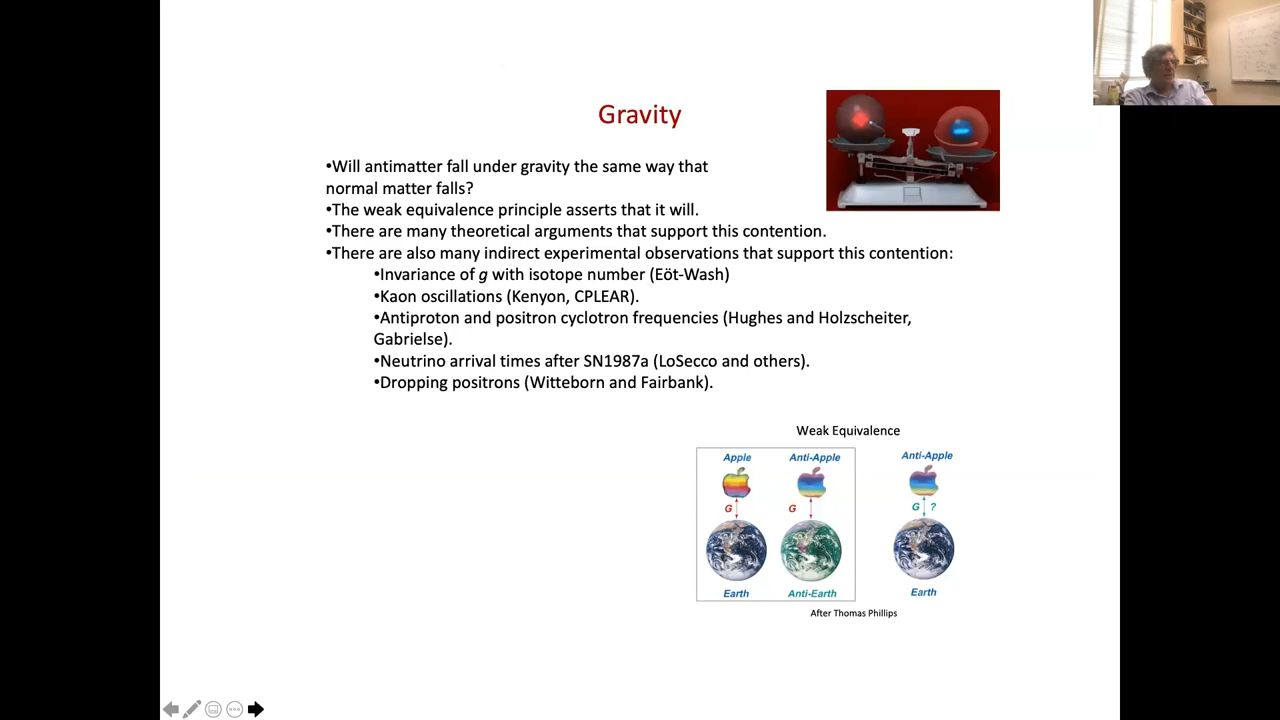 Gravity
•Will antimatter fall under gravity the same way that
normal matter falls?
•The weak equivalence principle asserts that it will.
•There are many theoretical arguments that support this contention.
•There are also many indirect experimental observations that support this contention:
•Invariance of g with isotope number (Eöt-Wash)
•Kaon oscillations (Kenyon, CPLEAR).
•Antiproton and positron cyclotron frequencies (Hughes and Holzscheiter,
Gabrielse).
•Neutrino arrival times after SN1987a (LoSecco and others).
•Dropping positrons (Witteborn and Fairbank).
Weak Equivalence
Apple Anti-Apple Anti-Apple
G G G ?
Earth Anti-Earth Earth
After Thomas Phillips